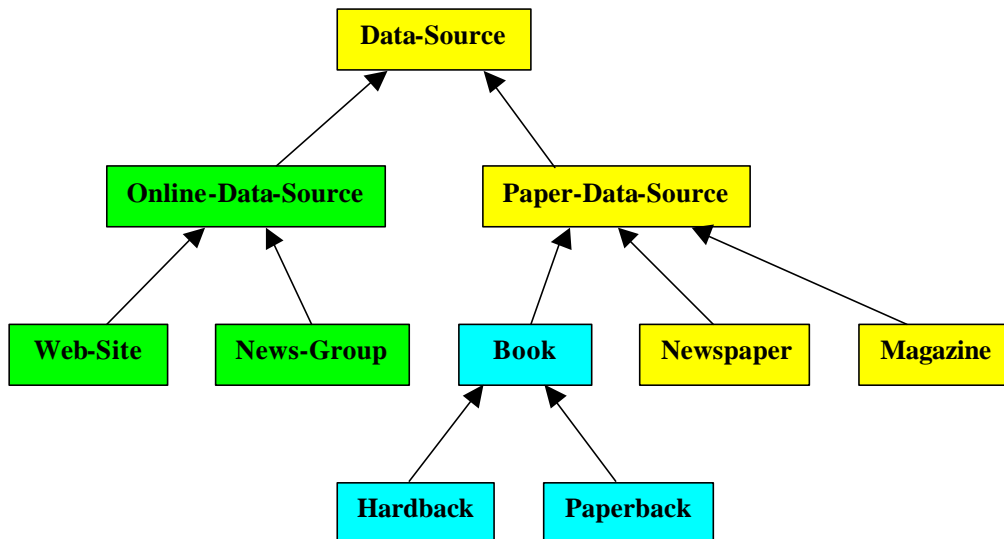 Data-Source
Online-Data-Source
Paper-Data-Source
Web-Site
News-Group
Book
Newspaper
Magazine
Hardback
Paperback